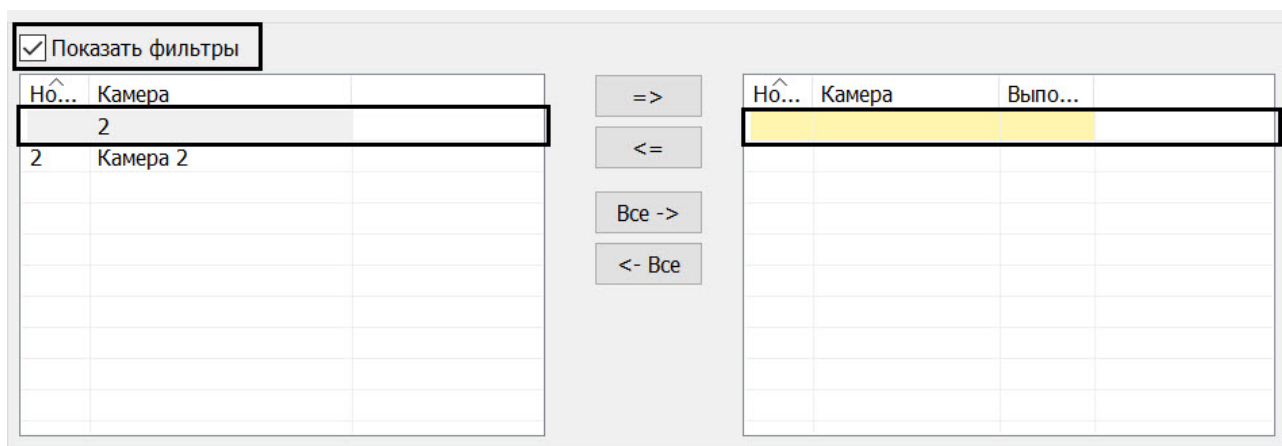 Показать фильтры
Но... Камера
2
2 Камера 2
=>
<=
Все ->
<- Все
Но... Камера Выпо...